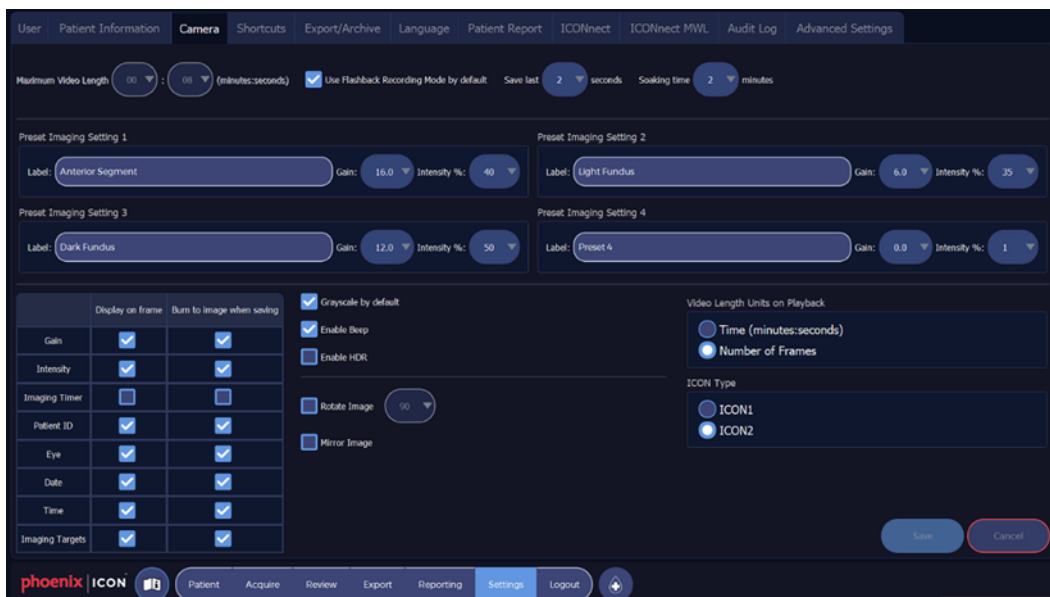 User Patient Information Camera Shortcuts Export/Archive Language Patient Report ICONnect ICONnect MWL Audit Log Advanced Settings
Maximum Video Length 00 : 08 (minutes:seconds) Use Flashback Recording Mode by default Save last 2 seconds Soaking time 2 minutes
Preset Imaging Setting 1
Label: Anterior Segment Gain: 16.0 Intensity %: 40
Preset Imaging Setting 2
Label: Light Fundus Gain: 6.0 Intensity %: 35
Preset Imaging Setting 3
Label: Dark Fundus Gain: 12.0 Intensity %: 50
Preset Imaging Setting 4
Label: Preset 4 Gain: 0.0 Intensity %: 1
Display on frame Burn to image when saving
Gain
Intensity
Imaging Timer
Patient ID
Eye
Date
Time
Imaging Targets
Grayscale by default
Enable Beep
Enable HDR
Rotate Image 90
Mirror Image
Video Length Units on Playback
Time (minutes:seconds)
Number of Frames
ICON Type
ICON1
ICON2
Save Cancel
phoenix | ICON Patient Acquire Review Export Reporting Settings Logout